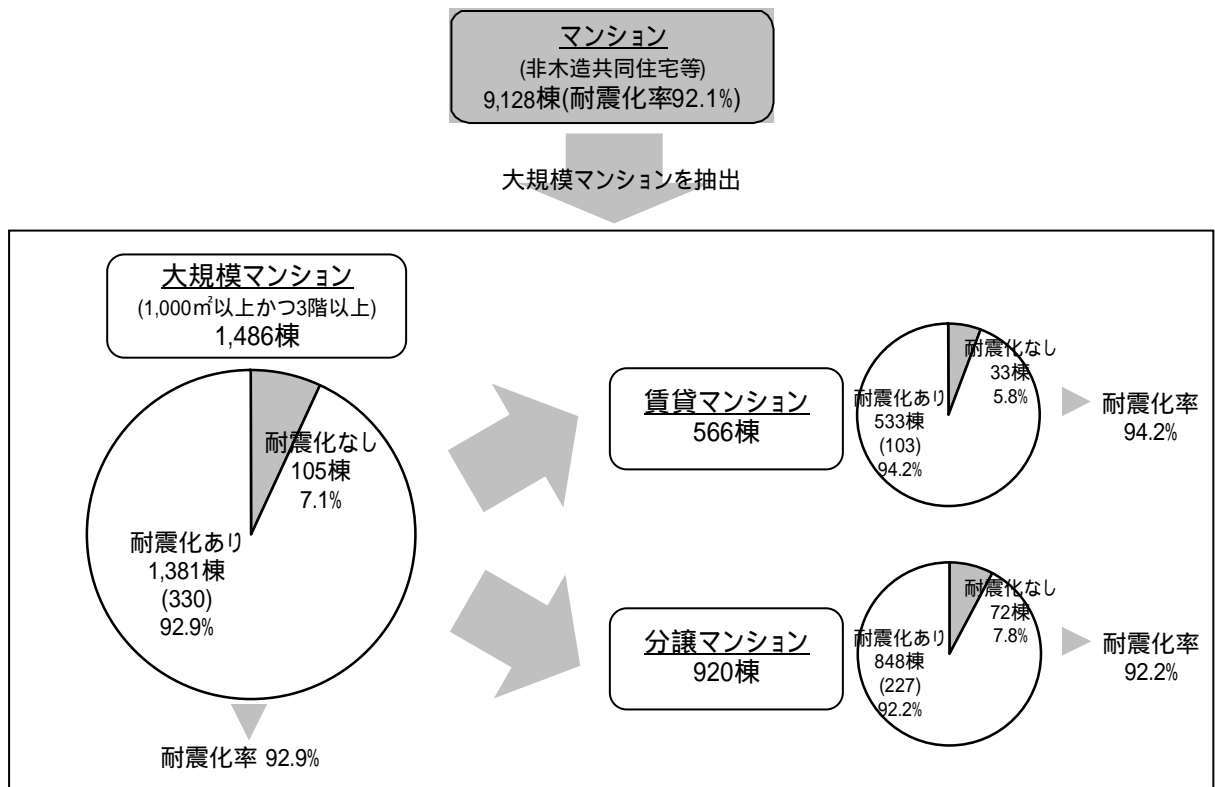 マンション
(非木造共同住宅等)
9,128棟(耐震化率92.1%)
大規模マンションを抽出
大規模マンション
(1,000㎡以上かつ3階以上)
1,486棟
耐震化なし
105棟
7.1%
耐震化あり
1,381棟
(330)
92.9%
耐震化率 92.9%
賃貸マンション
566棟
耐震化なし
33棟
5.8%
耐震化あり
533棟
(103)
94.2%
耐震化率
94.2%
分譲マンション
920棟
耐震化なし
72棟
7.8%
耐震化あり
848棟
(227)
92.2%
耐震化率
92.2%